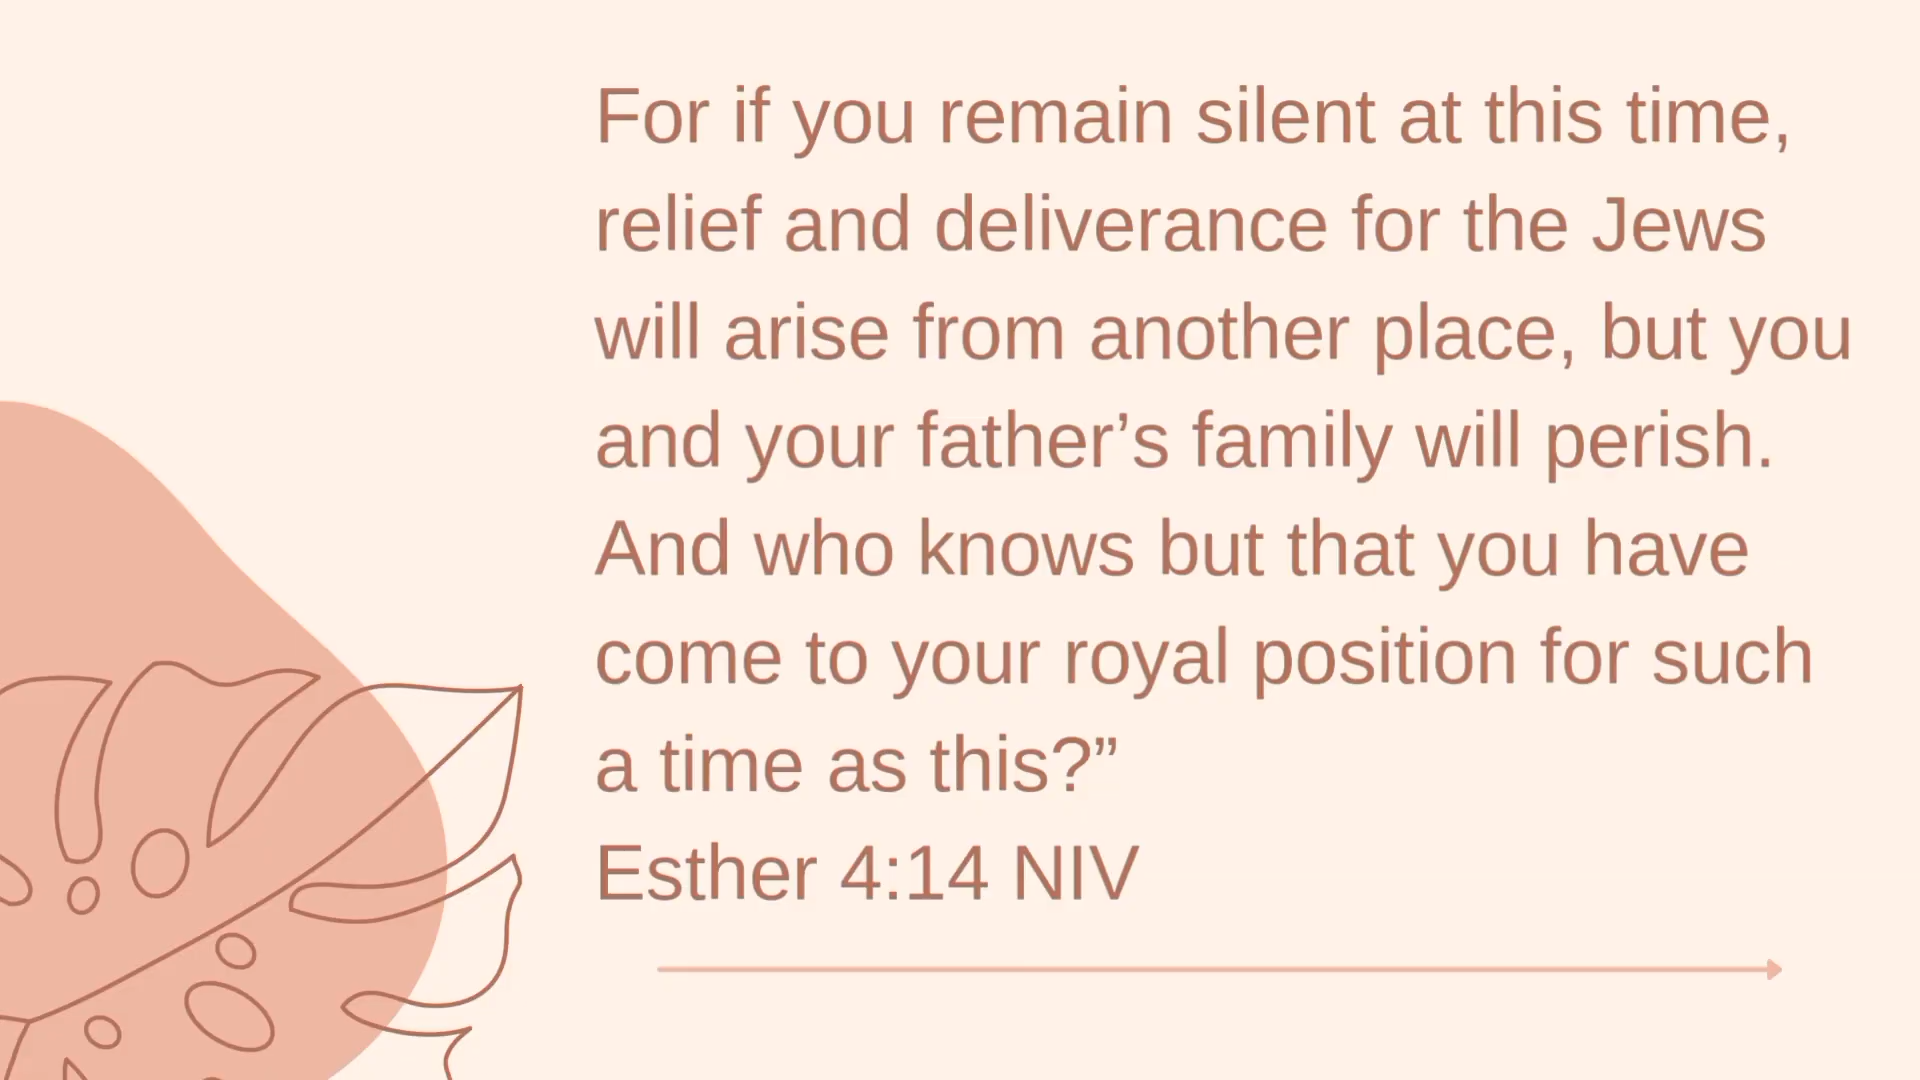 For if you remain silent at this time,
relief and deliverance for the Jews
will arise from another place, but you
and your father’s family will perish.
And who knows but that you have
come to your royal position for such
a time as this?”
Esther 4:14 NIV